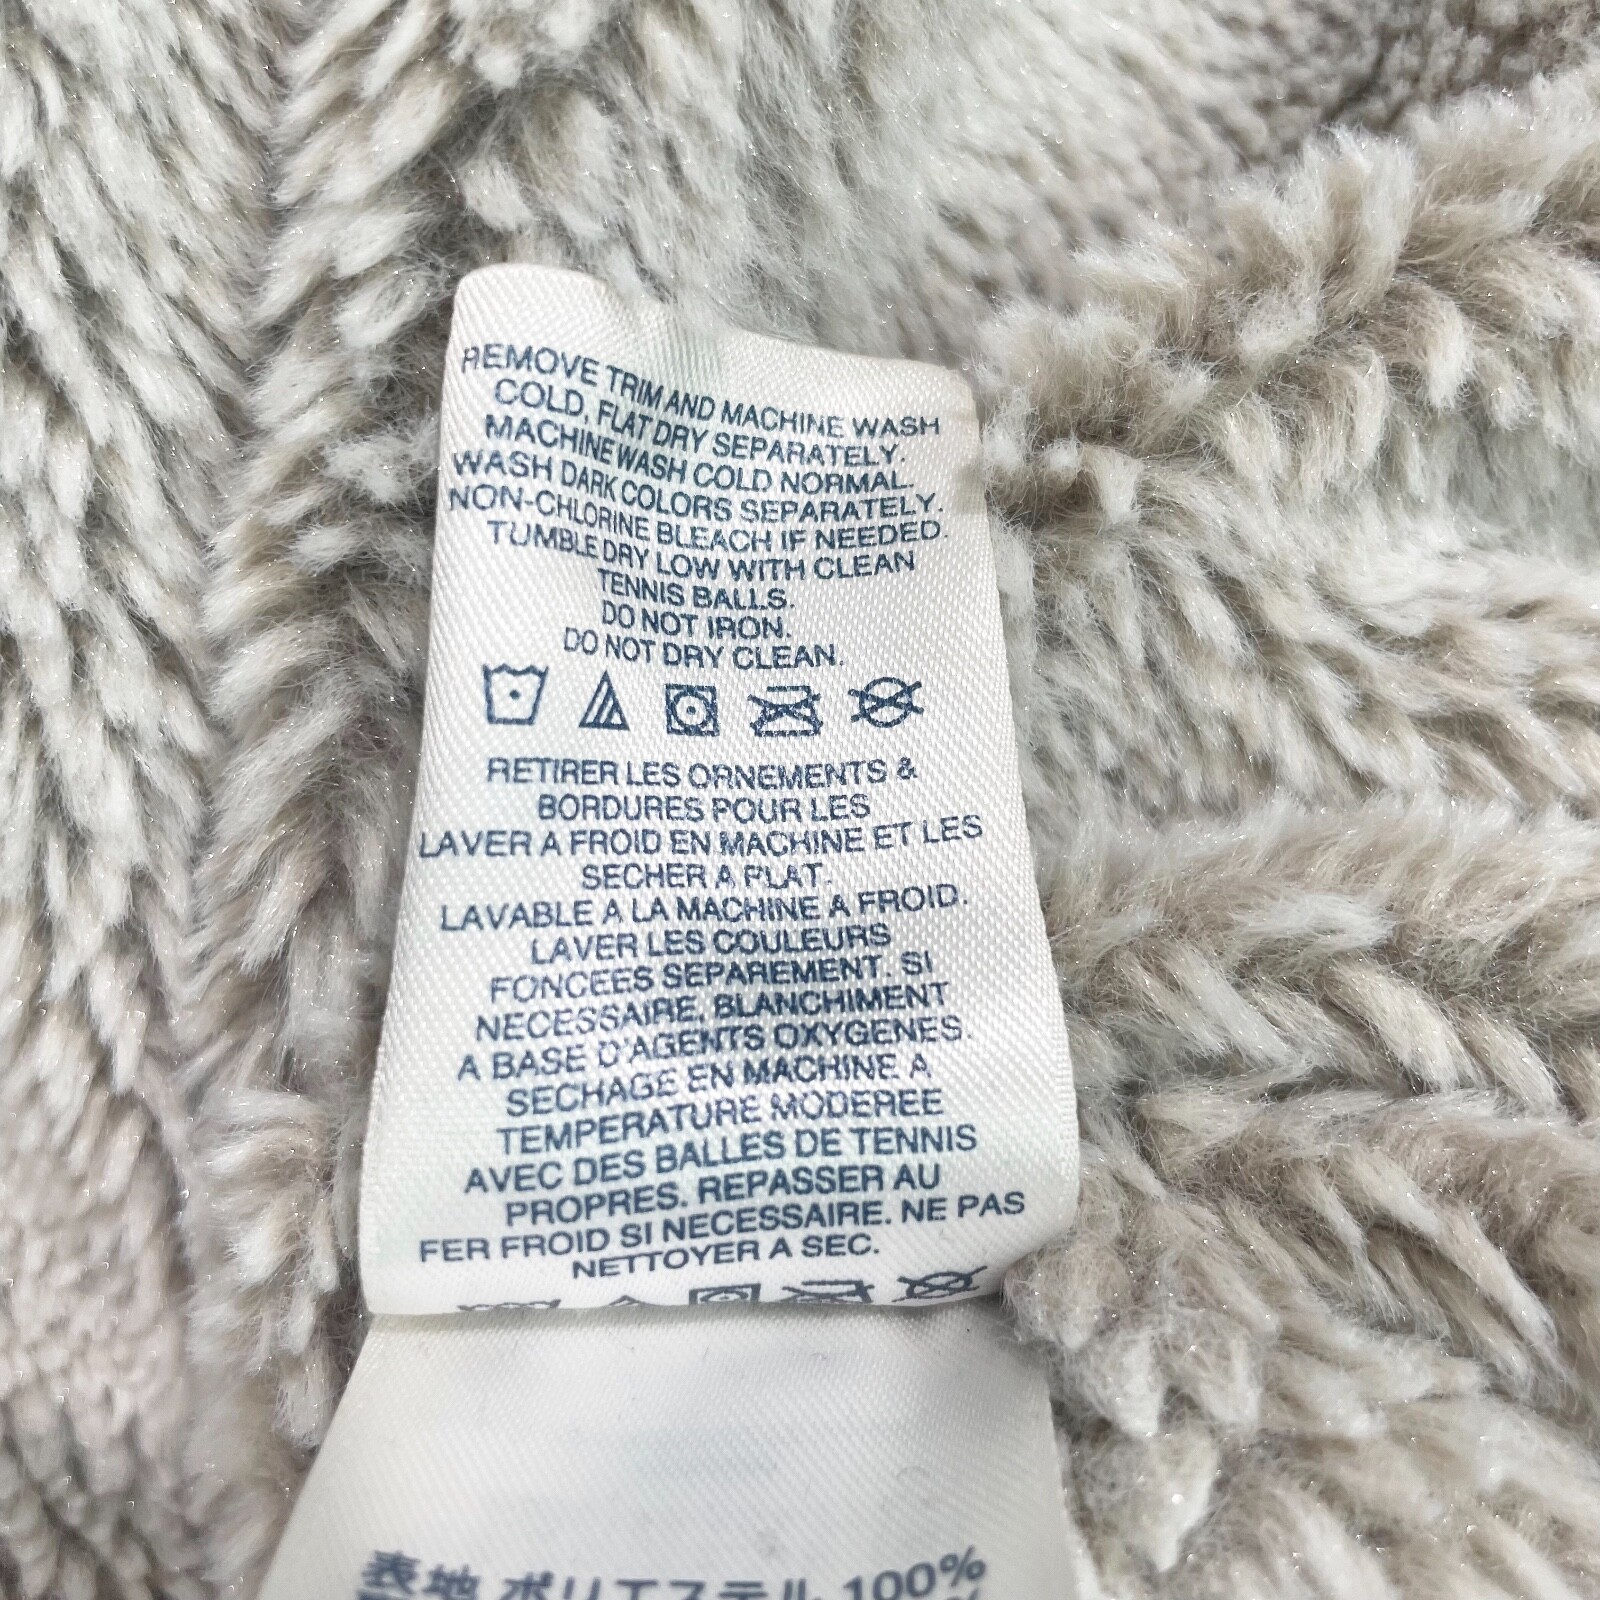 REMOVE TRIM AND MACHINE WASH
COLD, FLAT DRY SEPARATELY.
MACHINE WASH COLD NORMAL.
WASH DARK COLORS SEPARATELY.
NON-CHLORINE BLEACH IF NEEDED.
TUMBLE DRY LOW WITH CLEAN
TENNIS BALLS.
DO NOT IRON.
DO NOT DRY CLEAN.
RETIRER LES ORNEMENTS &
BORDURES POUR LES
LAVER A FROID EN MACHINE ET LES
SECHER A PLAT.
LAVABLE A LA MACHINE A FROID.
LAVER LES COULEURS
FONCEES SEPAREMENT. SI
NECESSAIRE, BLANCHIMENT
A BASE D'AGENTS OXYGENES.
SECHAGE EN MACHINE A
TEMPERATURE MODEREE
AVEC DES BALLES DE TENNIS
PROPRES. REPASSER AU
FER FROID SI NECESSAIRE. NE PAS
NETTOYER A SEC.
表地 ポリエステル 100%